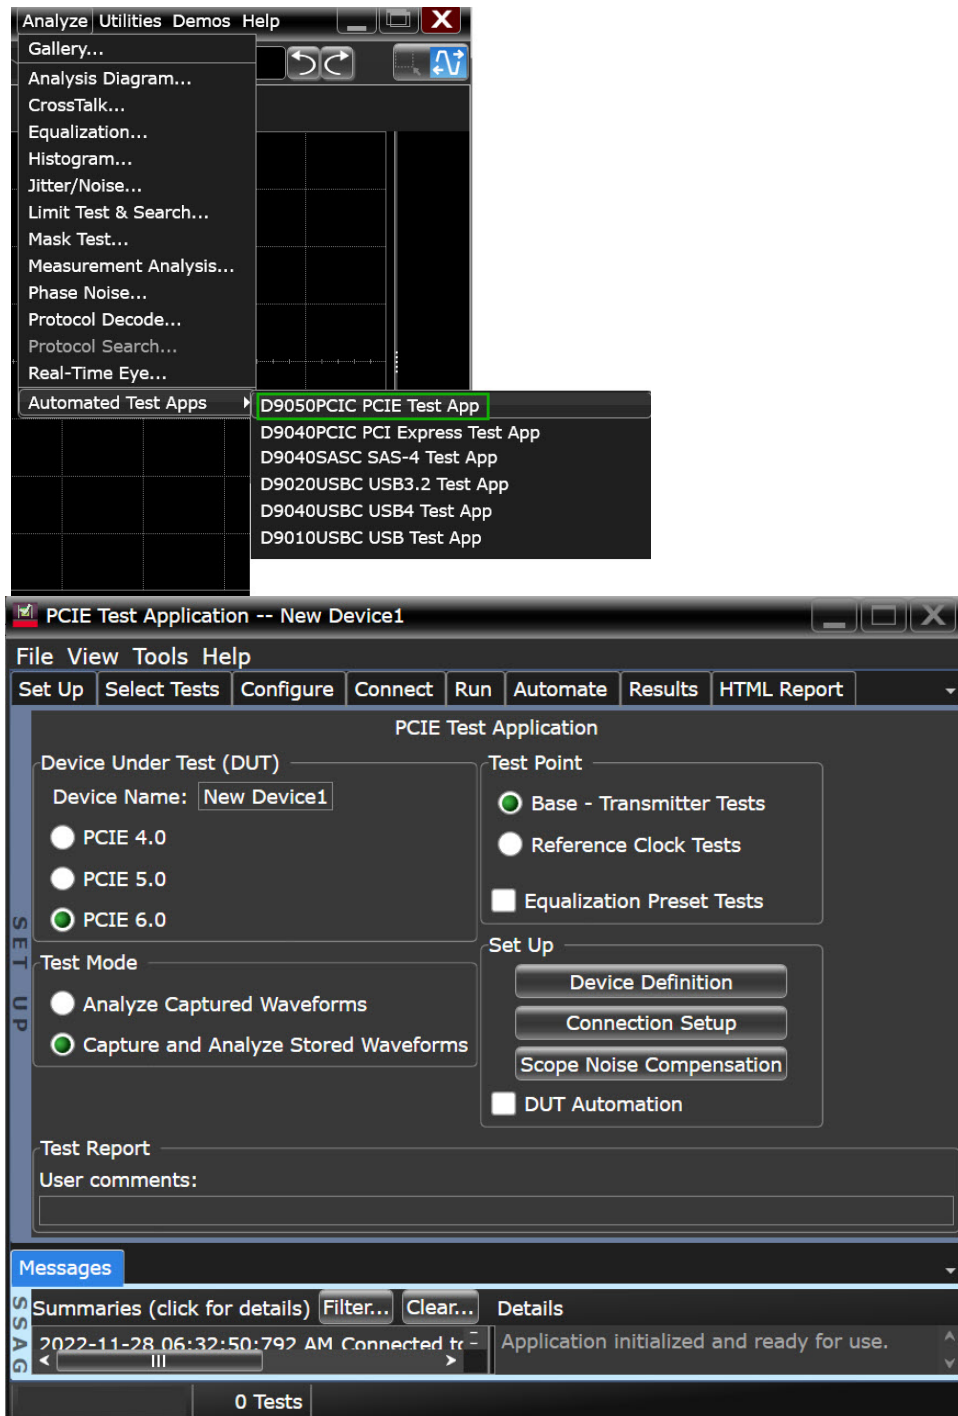 Analyze Utilities Demos Help
Gallery...
Analysis Diagram...
CrossTalk...
Equalization...
Histogram...
Jitter/Noise...
Limit Test & Search...
Mask Test...
Measurement Analysis...
Phase Noise...
Protocol Decode...
Protocol Search...
Real-Time Eye...
Automated Test Apps
D9050PCIC PCIE Test App
D9040PCIC PCI Express Test App
D9040SASC SAS-4 Test App
D9020USBC USB3.2 Test App
D9040USBC USB4 Test App
D9010USBC USB Test App
PCIE Test Application -- New Device1
File View Tools Help
Set Up Select Tests Configure Connect Run Automate Results HTML Report
SET UP
PCIE Test Application
Device Under Test (DUT)
Device Name: New Device1
PCIE 4.0
PCIE 5.0
PCIE 6.0
Test Point
Base - Transmitter Tests
Reference Clock Tests
Equalization Preset Tests
Test Mode
Analyze Captured Waveforms
Capture and Analyze Stored Waveforms
Set Up
Device Definition
Connection Setup
Scope Noise Compensation
DUT Automation
Test Report
User comments:
Messages
SSAG
Summaries (click for details) Filter... Clear... Details
2022-11-28 06:32:50:792 AM Connected to
Application initialized and ready for use.
0 Tests